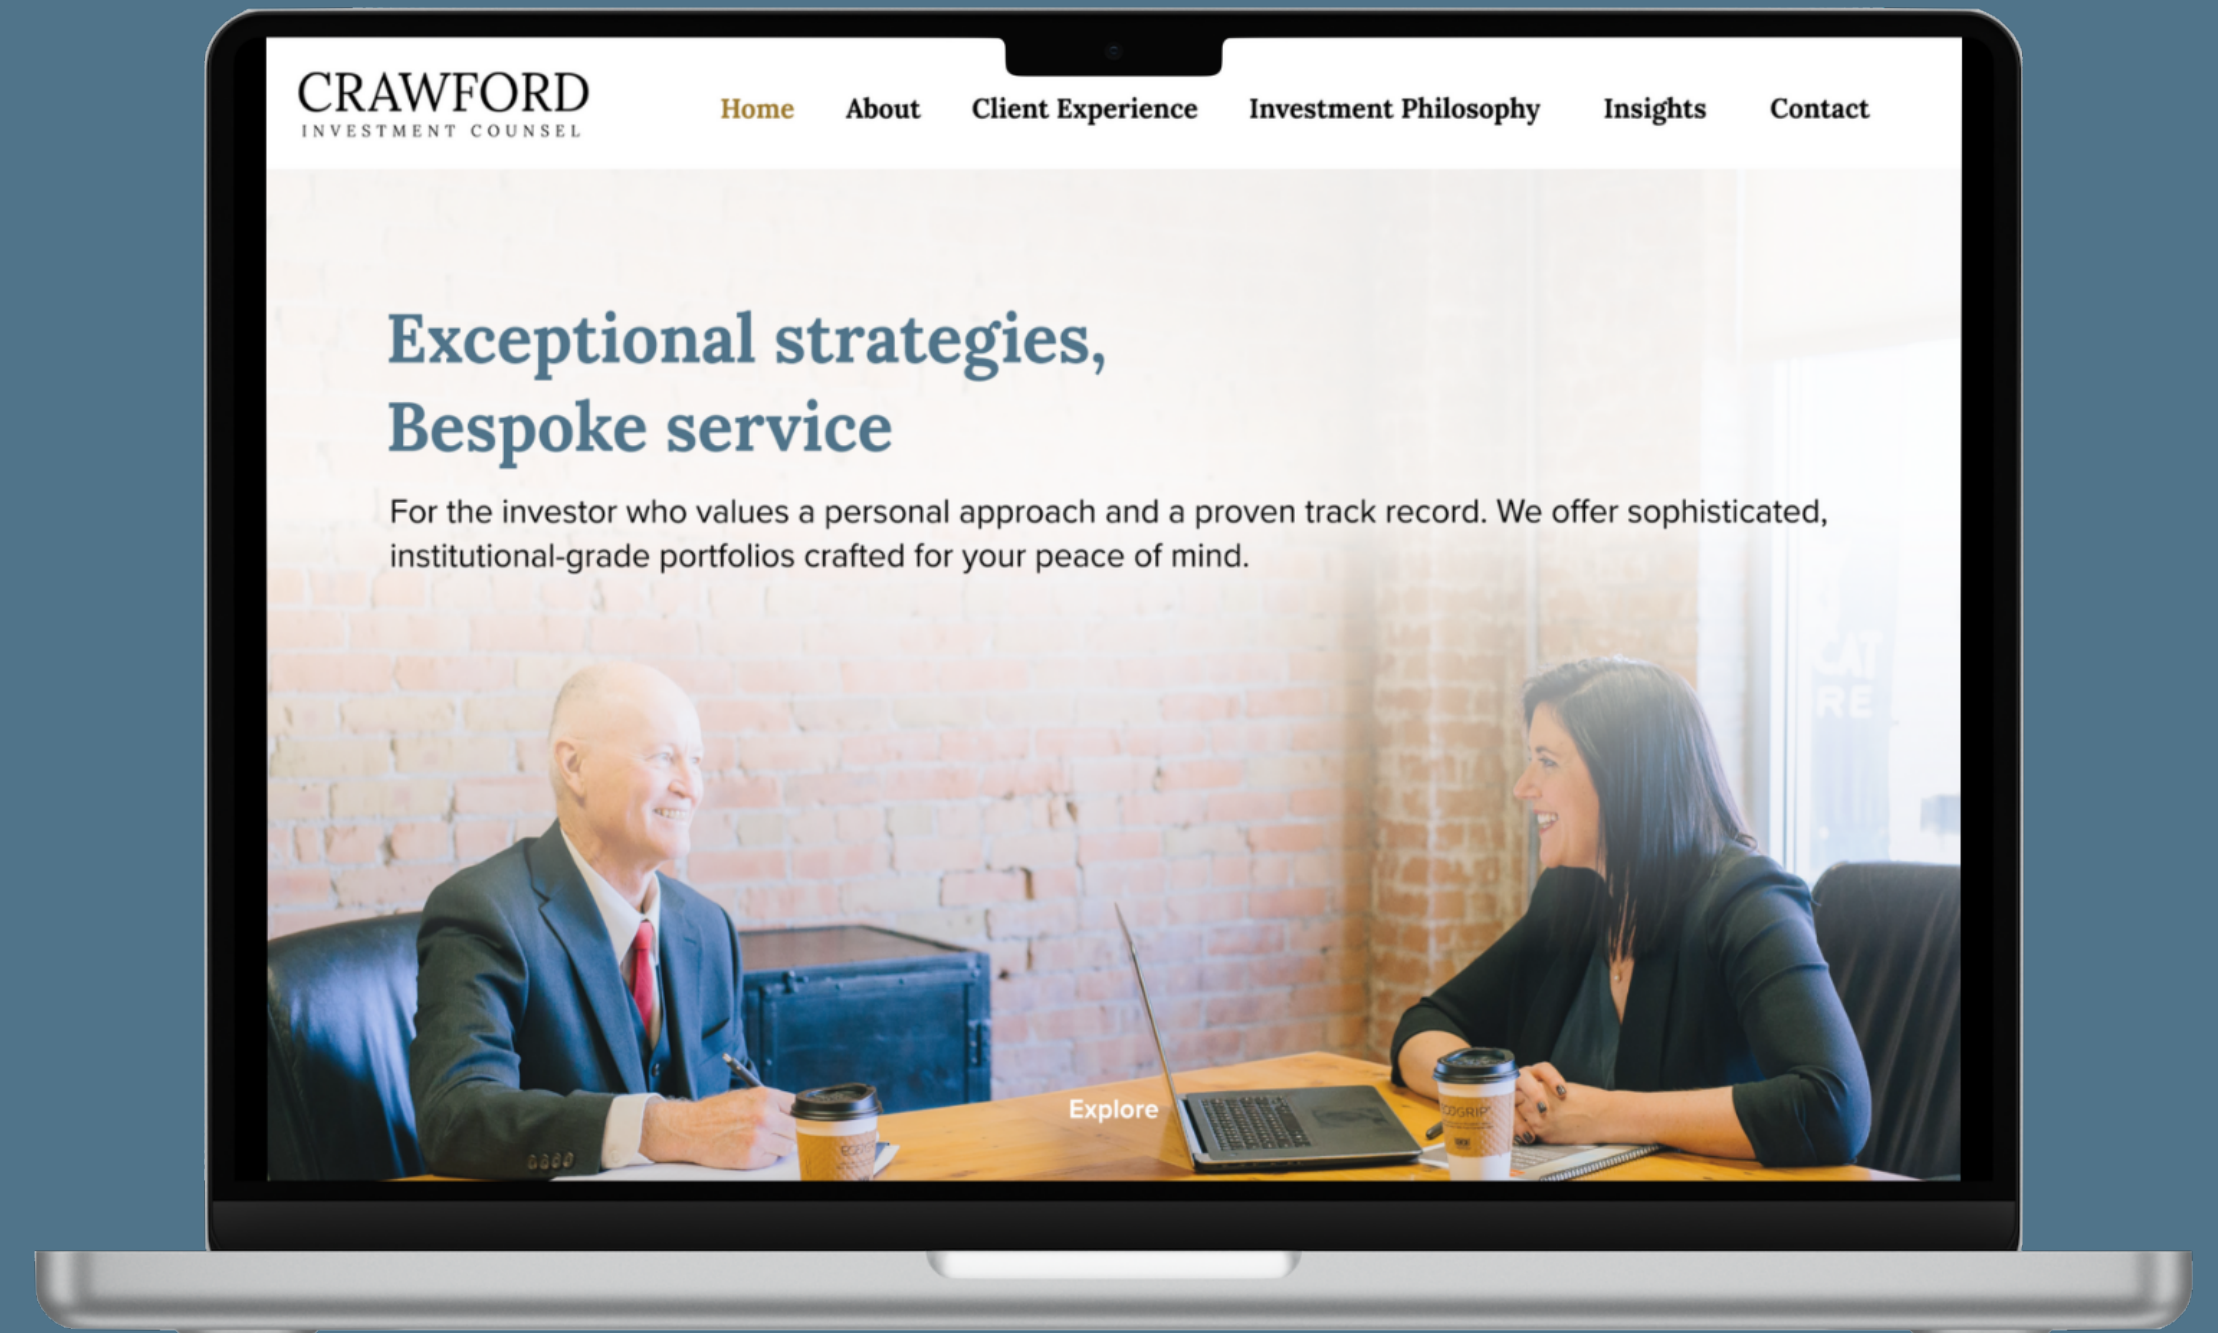 CRAWFORD
INVESTMENT COUNSEL
Home About Client Experience Investment Philosophy Insights Contact
Exceptional strategies,
Bespoke service
For the investor who values a personal approach and a proven track record. We offer sophisticated,
institutional-grade portfolios crafted for your peace of mind.
RE
Explore